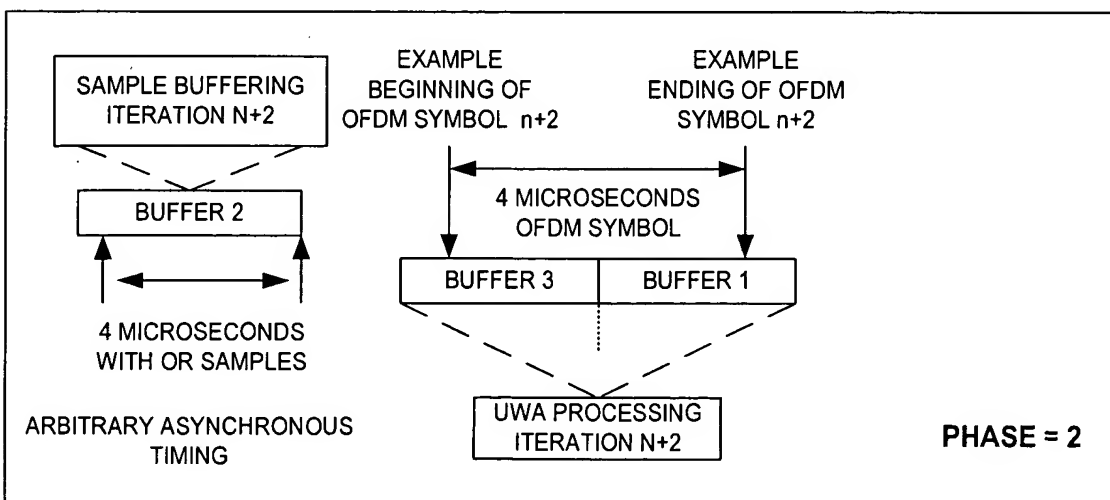 SAMPLE BUFFERING
ITERATION N+2
BUFFER 2
4 MICROSECONDS
WITH OR SAMPLES
ARBITRARY ASYNCHRONOUS
TIMING
EXAMPLE
BEGINNING OF
OFDM SYMBOL n+2
EXAMPLE
ENDING OF OFDM
SYMBOL n+2
4 MICROSECONDS
OFDM SYMBOL
BUFFER 3
BUFFER 1
UWA PROCESSING
ITERATION N+2
PHASE = 2